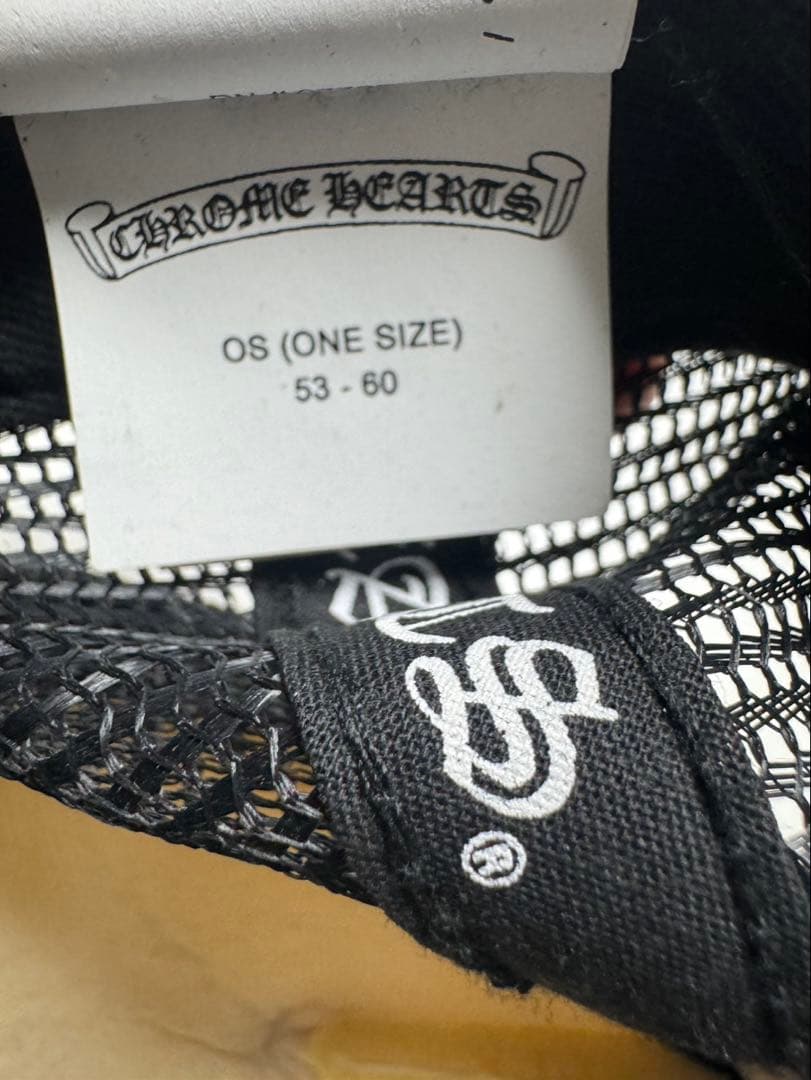 CHROME HEARTS
OS (ONE SIZE)
53 - 60
®